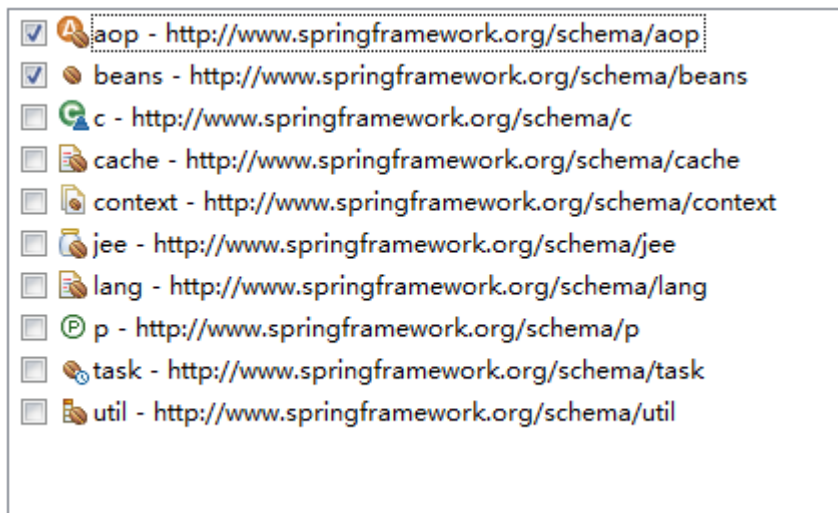 aop - http://www.springframework.org/schema/aop
beans - http://www.springframework.org/schema/beans
c - http://www.springframework.org/schema/c
cache - http://www.springframework.org/schema/cache
context - http://www.springframework.org/schema/context
jee - http://www.springframework.org/schema/jee
lang - http://www.springframework.org/schema/lang
p - http://www.springframework.org/schema/p
task - http://www.springframework.org/schema/task
util - http://www.springframework.org/schema/util